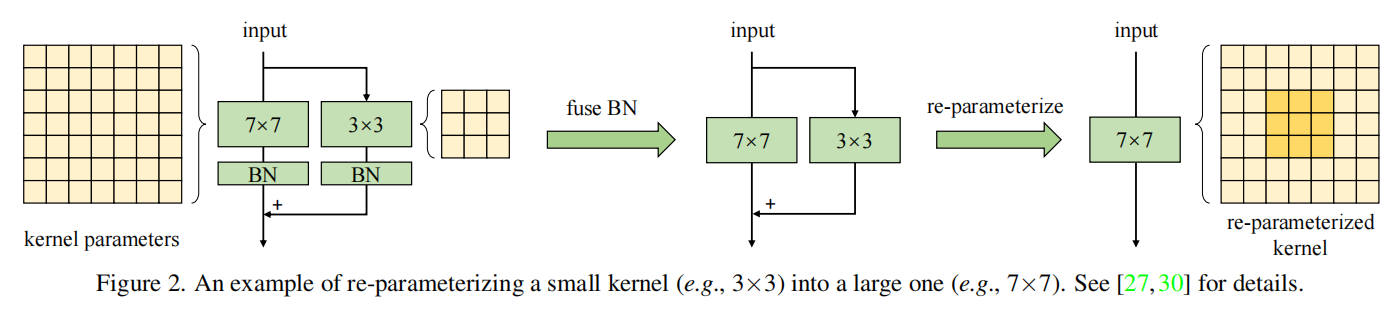 input
7×7
3×3
BN
BN
+
kernel parameters
fuse BN
input
7×7
3×3
+
re-parameterize
input
7×7
re-parameterized
kernel
Figure 2. An example of re-parameterizing a small kernel (e.g., 3×3) into a large one (e.g., 7×7). See [27,30] for details.